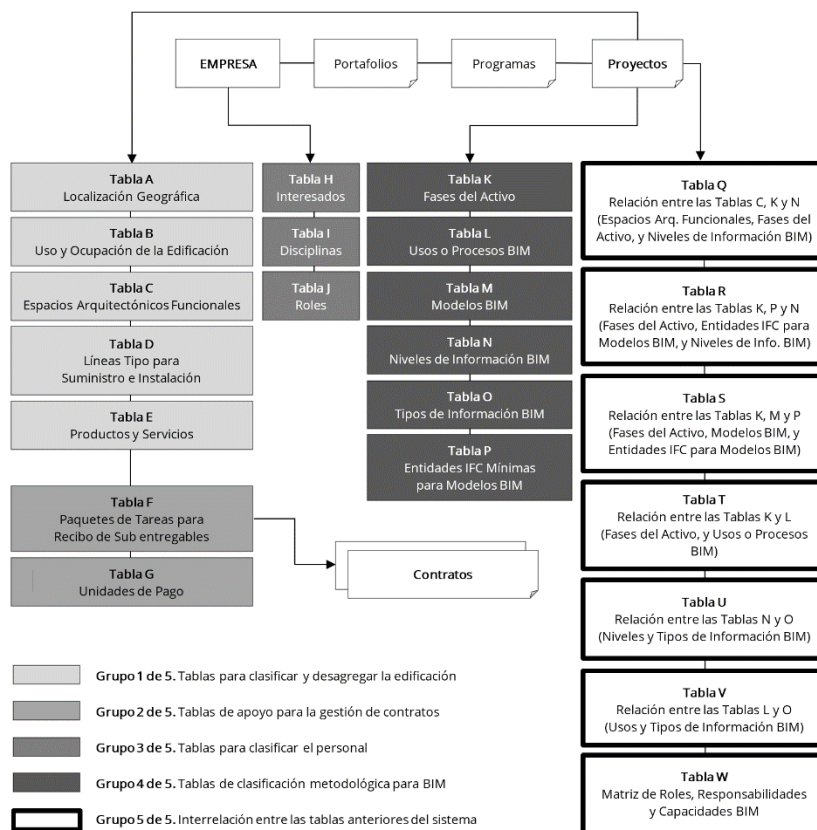 EMPRESA
Portafolios
Programas
Proyectos
Tabla A
Localización Geográfica
Tabla B
Uso y Ocupación de la Edificación
Tabla C
Espacios Arquitectónicos Funcionales
Tabla D
Líneas Tipo para
Suministro e Instalación
Tabla E
Productos y Servicios
Tabla F
Paquetes de Tareas para
Recibo de Sub entregables
Tabla G
Unidades de Pago
Tabla H
Interesados
Tabla I
Disciplinas
Tabla J
Roles
Tabla K
Fases del Activo
Tabla L
Usos o Procesos BIM
Tabla M
Modelos BIM
Tabla N
Niveles de Información BIM
Tabla O
Tipos de Información BIM
Tabla P
Entidades IFC Mínimas
para Modelos BIM
Contratos
Tabla Q
Relación entre las Tablas C, K y N
(Espacios Arq. Funcionales, Fases del
Activo, y Niveles de Información BIM)
Tabla R
Relación entre las Tablas K, P y N
(Fases del Activo, Entidades IFC para
Modelos BIM, y Niveles de Info. BIM)
Tabla S
Relación entre las Tablas K, M y P
(Fases del Activo, Modelos BIM, y
Entidades IFC para Modelos BIM)
Tabla T
Relación entre las Tablas K y L
(Fases del Activo, y Usos o Procesos
BIM)
Tabla U
Relación entre las Tablas N y O
(Niveles y Tipos de Información BIM)
Tabla V
Relación entre las Tablas L y O
(Usos y Tipos de Información BIM)
Tabla W
Matriz de Roles, Responsabilidades
y Capacidades BIM
Grupo 1 de 5. Tablas para clasificar y desagregar la edificación
Grupo 2 de 5. Tablas de apoyo para la gestión de contratos
Grupo 3 de 5. Tablas para clasificar el personal
Grupo 4 de 5. Tablas de clasificación metodológica para BIM
Grupo 5 de 5. Interrelación entre las tablas anteriores del sistema